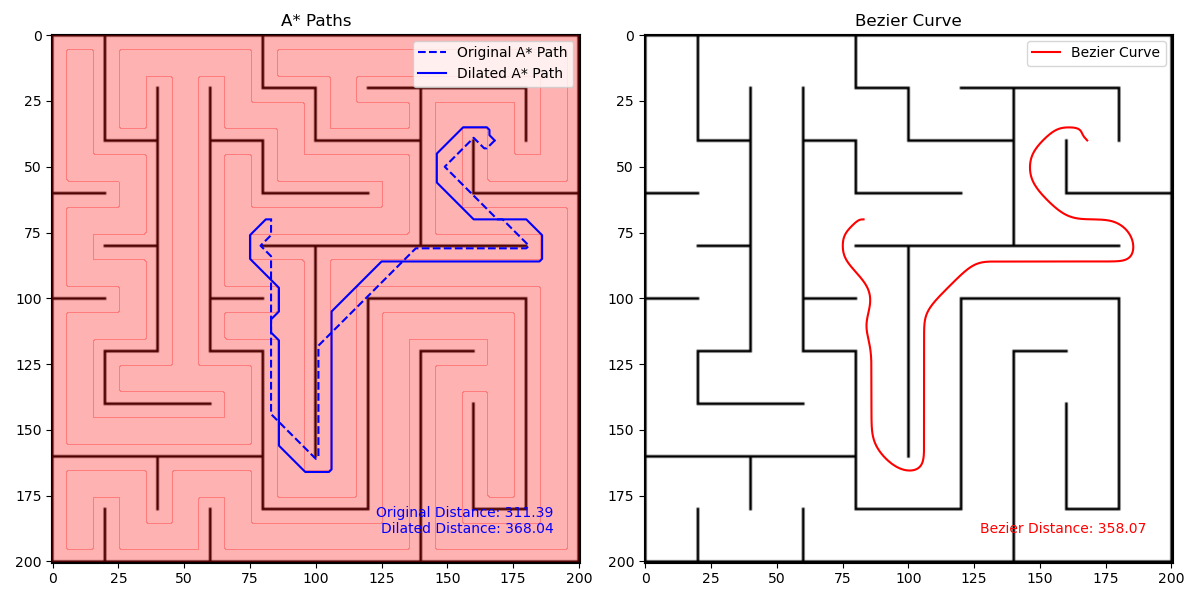 A* Paths
Original A* Path
Dilated A* Path
0
25
50
75
100
125
150
175
200
Original Distance: 311.39
Dilated Distance: 368.04
0 25 50 75 100 125 150 175 200
Bezier Curve
Bezier Curve
0
25
50
75
100
125
150
175
200
Bezier Distance: 358.07
0 25 50 75 100 125 150 175 200